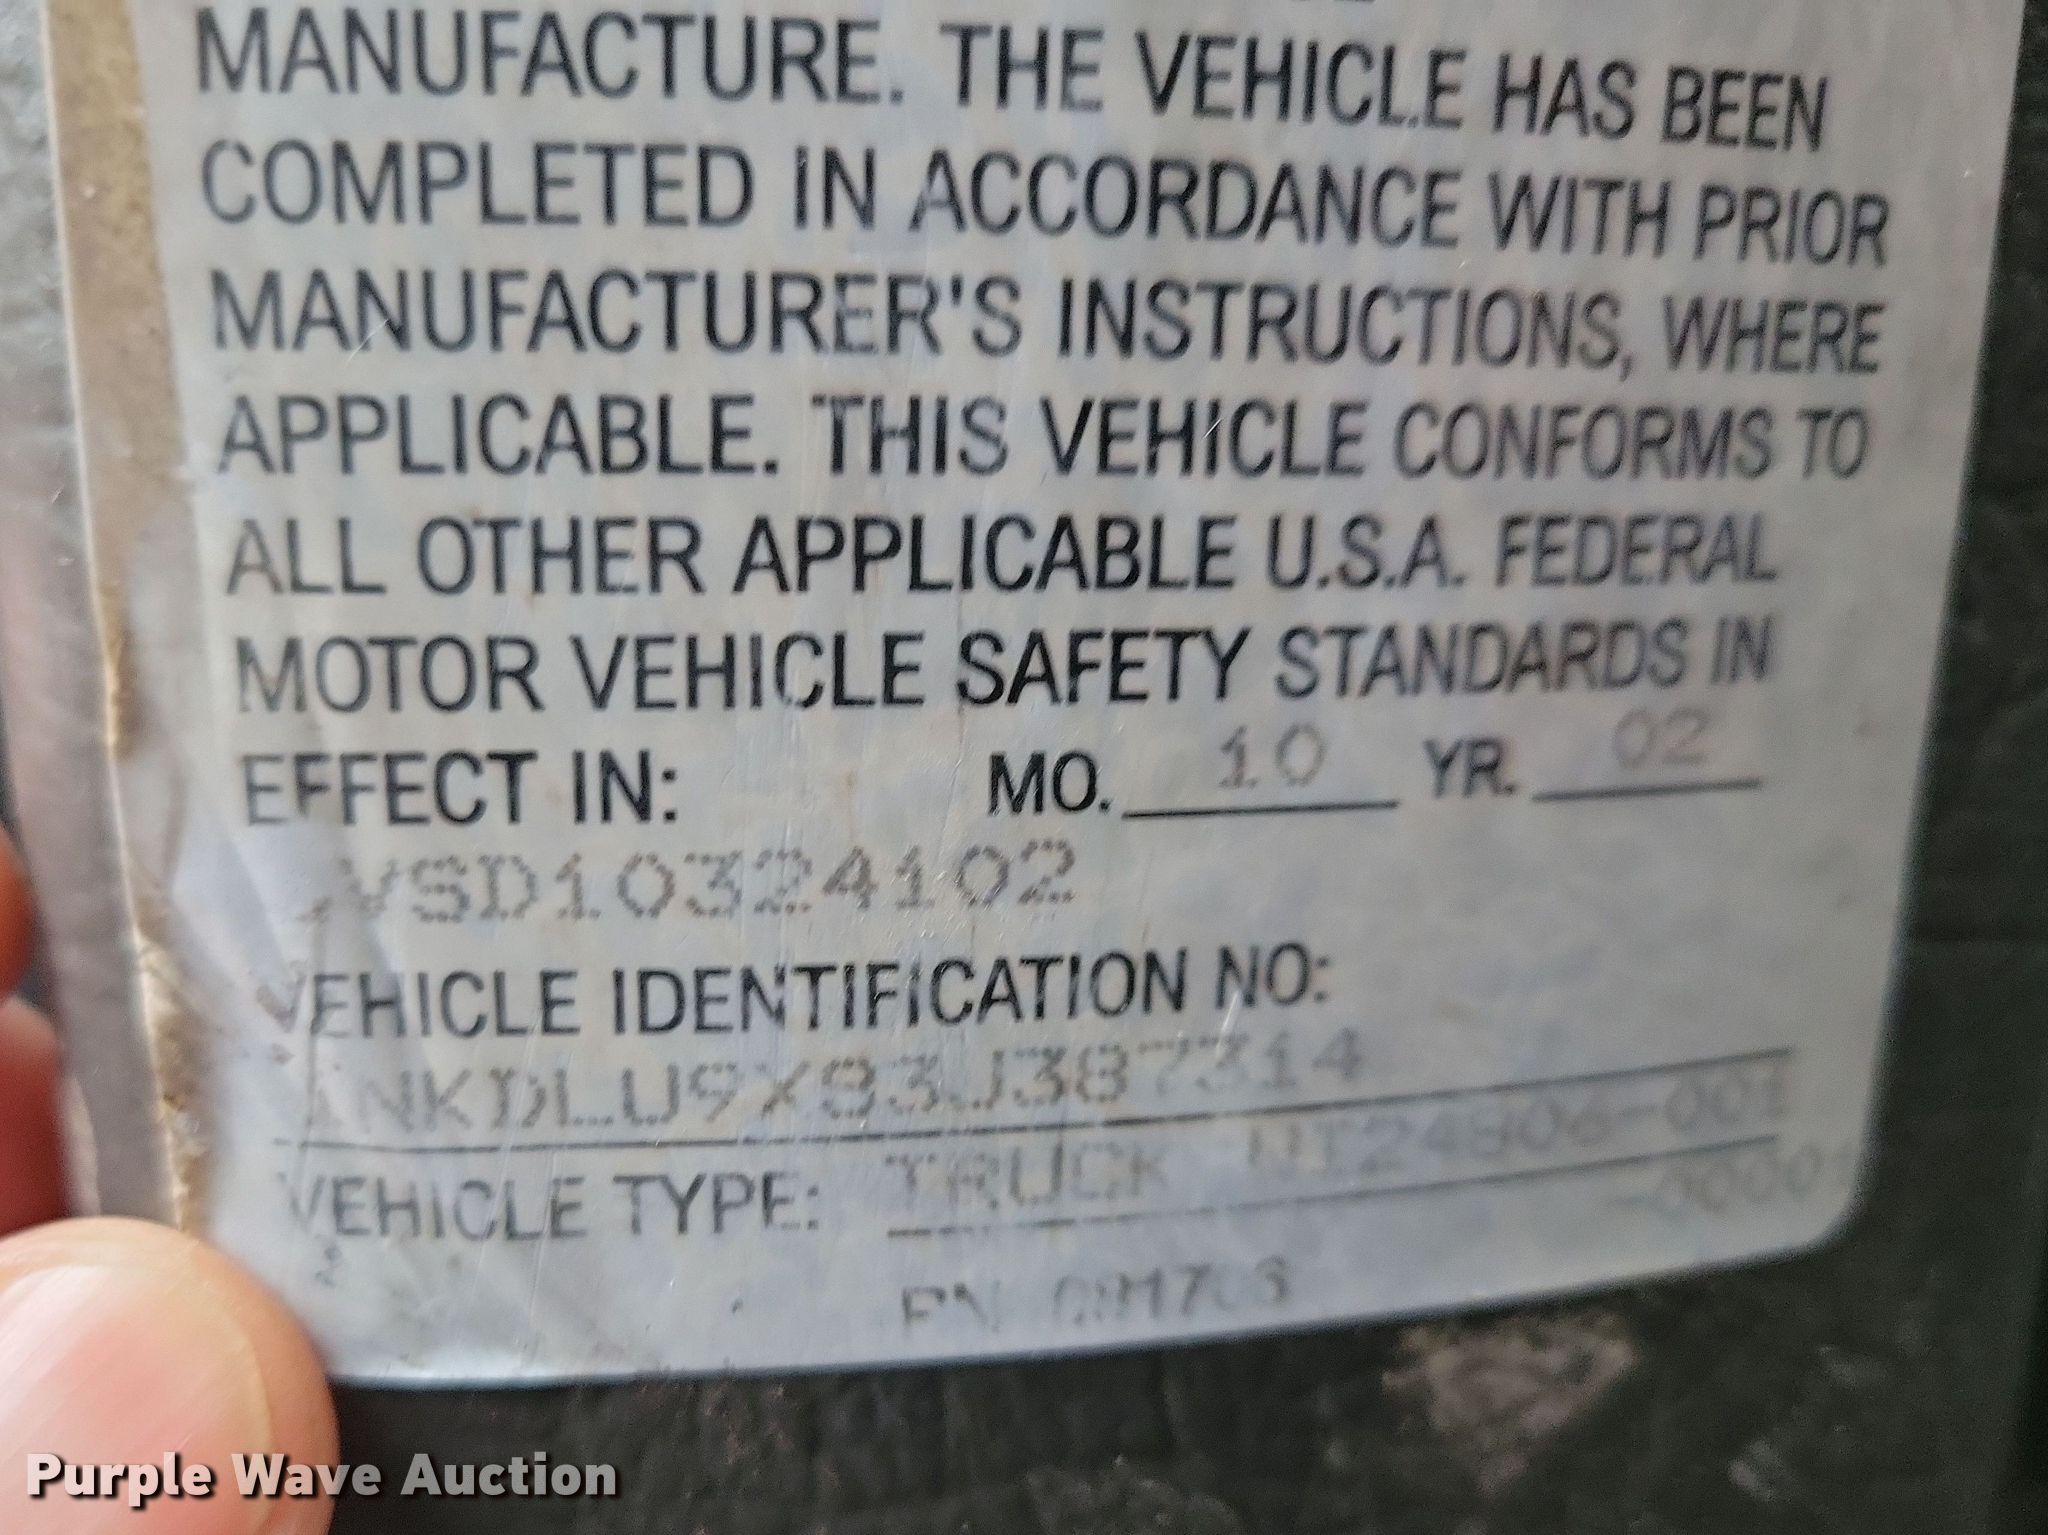 MANUFACTURE. THE VEHICLE HAS BEEN
COMPLETED IN ACCORDANCE WITH PRIOR
MANUFACTURER'S INSTRUCTIONS, WHERE
APPLICABLE. THIS VEHICLE CONFORMS TO
ALL OTHER APPLICABLE U.S.A. FEDERAL
MOTOR VEHICLE SAFETY STANDARDS IN
EFFECT IN: MO. 10 YR. 02
VEHICLE IDENTIFICATION NO:
1NKDLU9X93J387314
VEHICLE TYPE: TRUCK
Purple Wave Auction